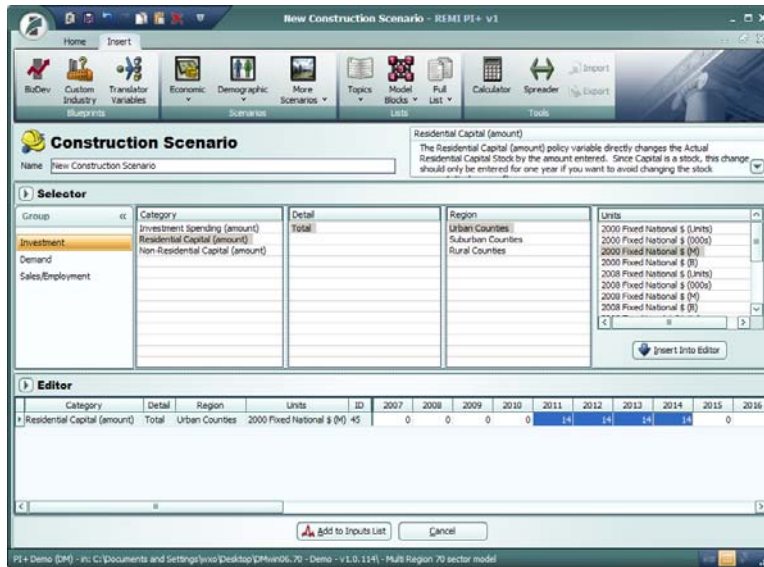 New Construction Scenario - REMI PI+ v1
Home Insert
BizDev Custom Industry Translator Variables Economic Demographic More Scenarios Topics Model Blocks Full List Calculator Spreader Import Export
Blueprints Scenarios Lists Tools
Construction Scenario
Name New Construction Scenario
Residential Capital (amount)
The Residential Capital (amount) policy variable directly changes the Actual
Residential Capital Stock by the amount entered. Since Capital is a stock, this change
should only be entered for one year if you want to avoid changing the stock
Selector
Group Category Detail Region Units
Investment
Demand
Sales/Employment
Investment Spending (amount)
Residential Capital (amount)
Non-Residential Capital (amount)
Total
Urban Counties
Suburban Counties
Rural Counties
2000 Fixed National $ (Units)
2000 Fixed National $ (000s)
2000 Fixed National $ (M)
2000 Fixed National $ (B)
2008 Fixed National $ (Units)
2008 Fixed National $ (000s)
2008 Fixed National $ (M)
2008 Fixed National $ (B)
Insert Into Editor
Editor
Category Detail Region Units ID 2007 2008 2009 2010 2011 2012 2013 2014 2015 2016
Residential Capital (amount) Total Urban Counties 2000 Fixed National $ (M) 45 0 0 0 0 14 14 14 14 0
Add to Inputs List Cancel
PI+ Demo (DM) - in: C:\Documents and Settings\wxo\Desktop\DMwin06.70 - Demo - v1.0.114\ - Multi Region 70 sector model